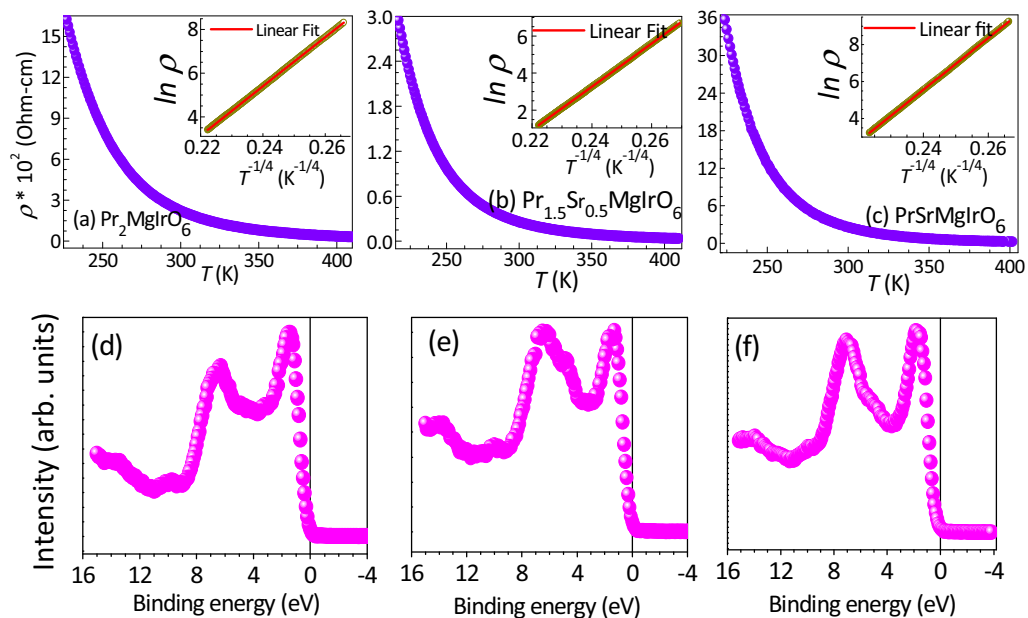 ρ* 10² (Ohm-cm)
15
12
9
6
3
0
250 300 350 400
T (K)
(a) Pr₂MgIrO₆
ln ρ
8
6
4
0.22 0.24 0.26
T⁻¹/⁴ (K⁻¹/⁴)
Linear Fit
3.0
2.4
1.8
1.2
0.6
0.0
250 300 350 400
T (K)
(b) Pr₁.₅Sr₀.₅MgIrO₆
ln ρ
6
4
2
0.22 0.24 0.26
T⁻¹/⁴ (K⁻¹/⁴)
Linear Fit
36
30
24
18
12
6
0
250 300 350 400
T (K)
(c) PrSrMgIrO₆
ln ρ
8
6
4
0.22 0.24 0.26
T⁻¹/⁴ (K⁻¹/⁴)
Linear fit
Intensity (arb. units)
(d)
16 12 8 4 0 -4
Binding energy (eV)
(e)
16 12 8 4 0 -4
Binding energy (eV)
(f)
16 12 8 4 0 -4
Binding energy (eV)